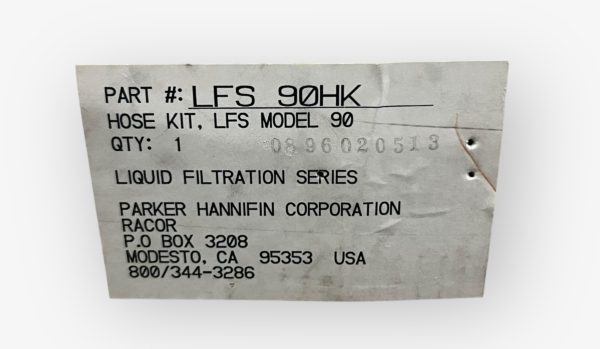 PART #: LFS 90HK
HOSE KIT, LFS MODEL 90
QTY: 1 0896020513
LIQUID FILTRATION SERIES
PARKER HANNIFIN CORPORATION
RACOR
P.O BOX 3208
MODESTO, CA 95353 USA
800/344-3286